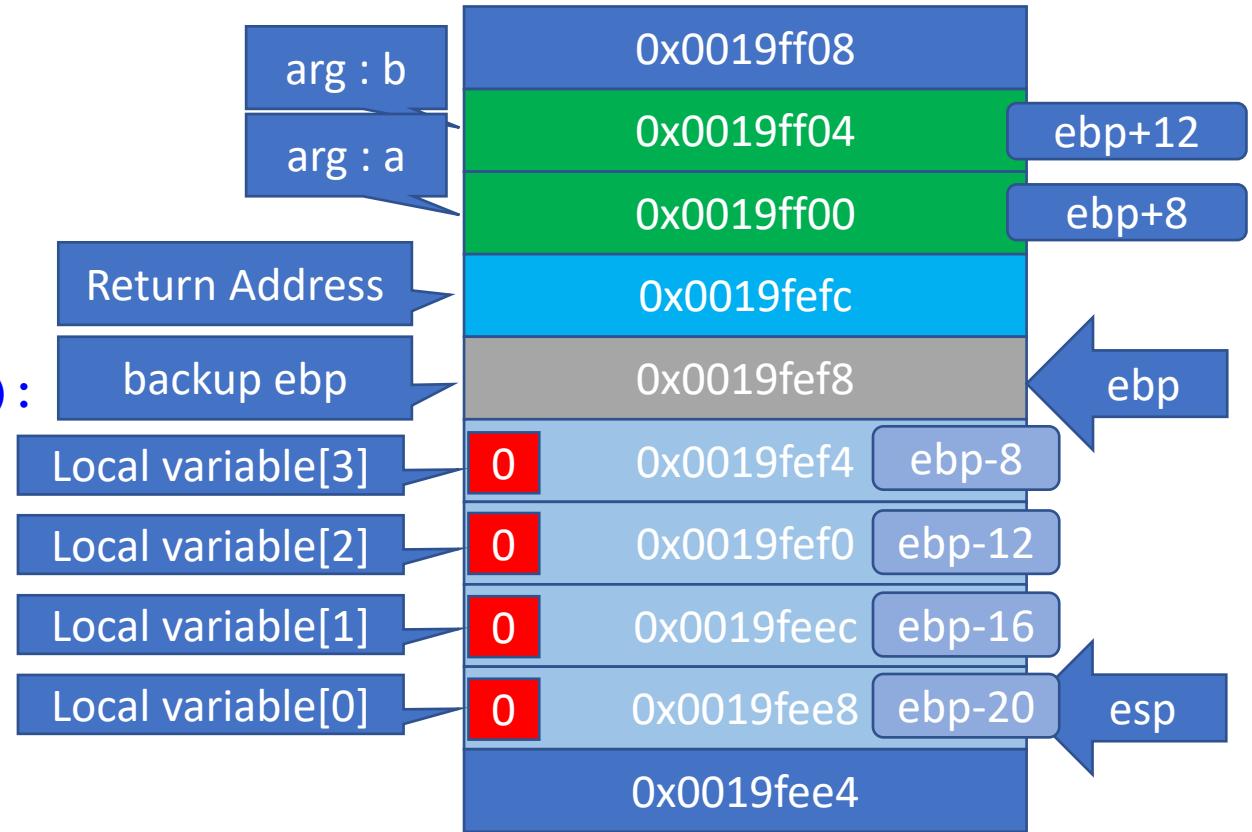 0x0019ff08
arg : b
0x0019ff04
ebp+12
arg : a
0x0019ff00
ebp+8
Return Address
0x0019fefc
backup ebp
0x0019fef8
ebp
) :
Local variable[3]
0
0x0019fef4
ebp-8
Local variable[2]
0
0x0019fef0
ebp-12
Local variable[1]
0
0x0019feec
ebp-16
Local variable[0]
0
0x0019fee8
ebp-20
esp
0x0019fee4